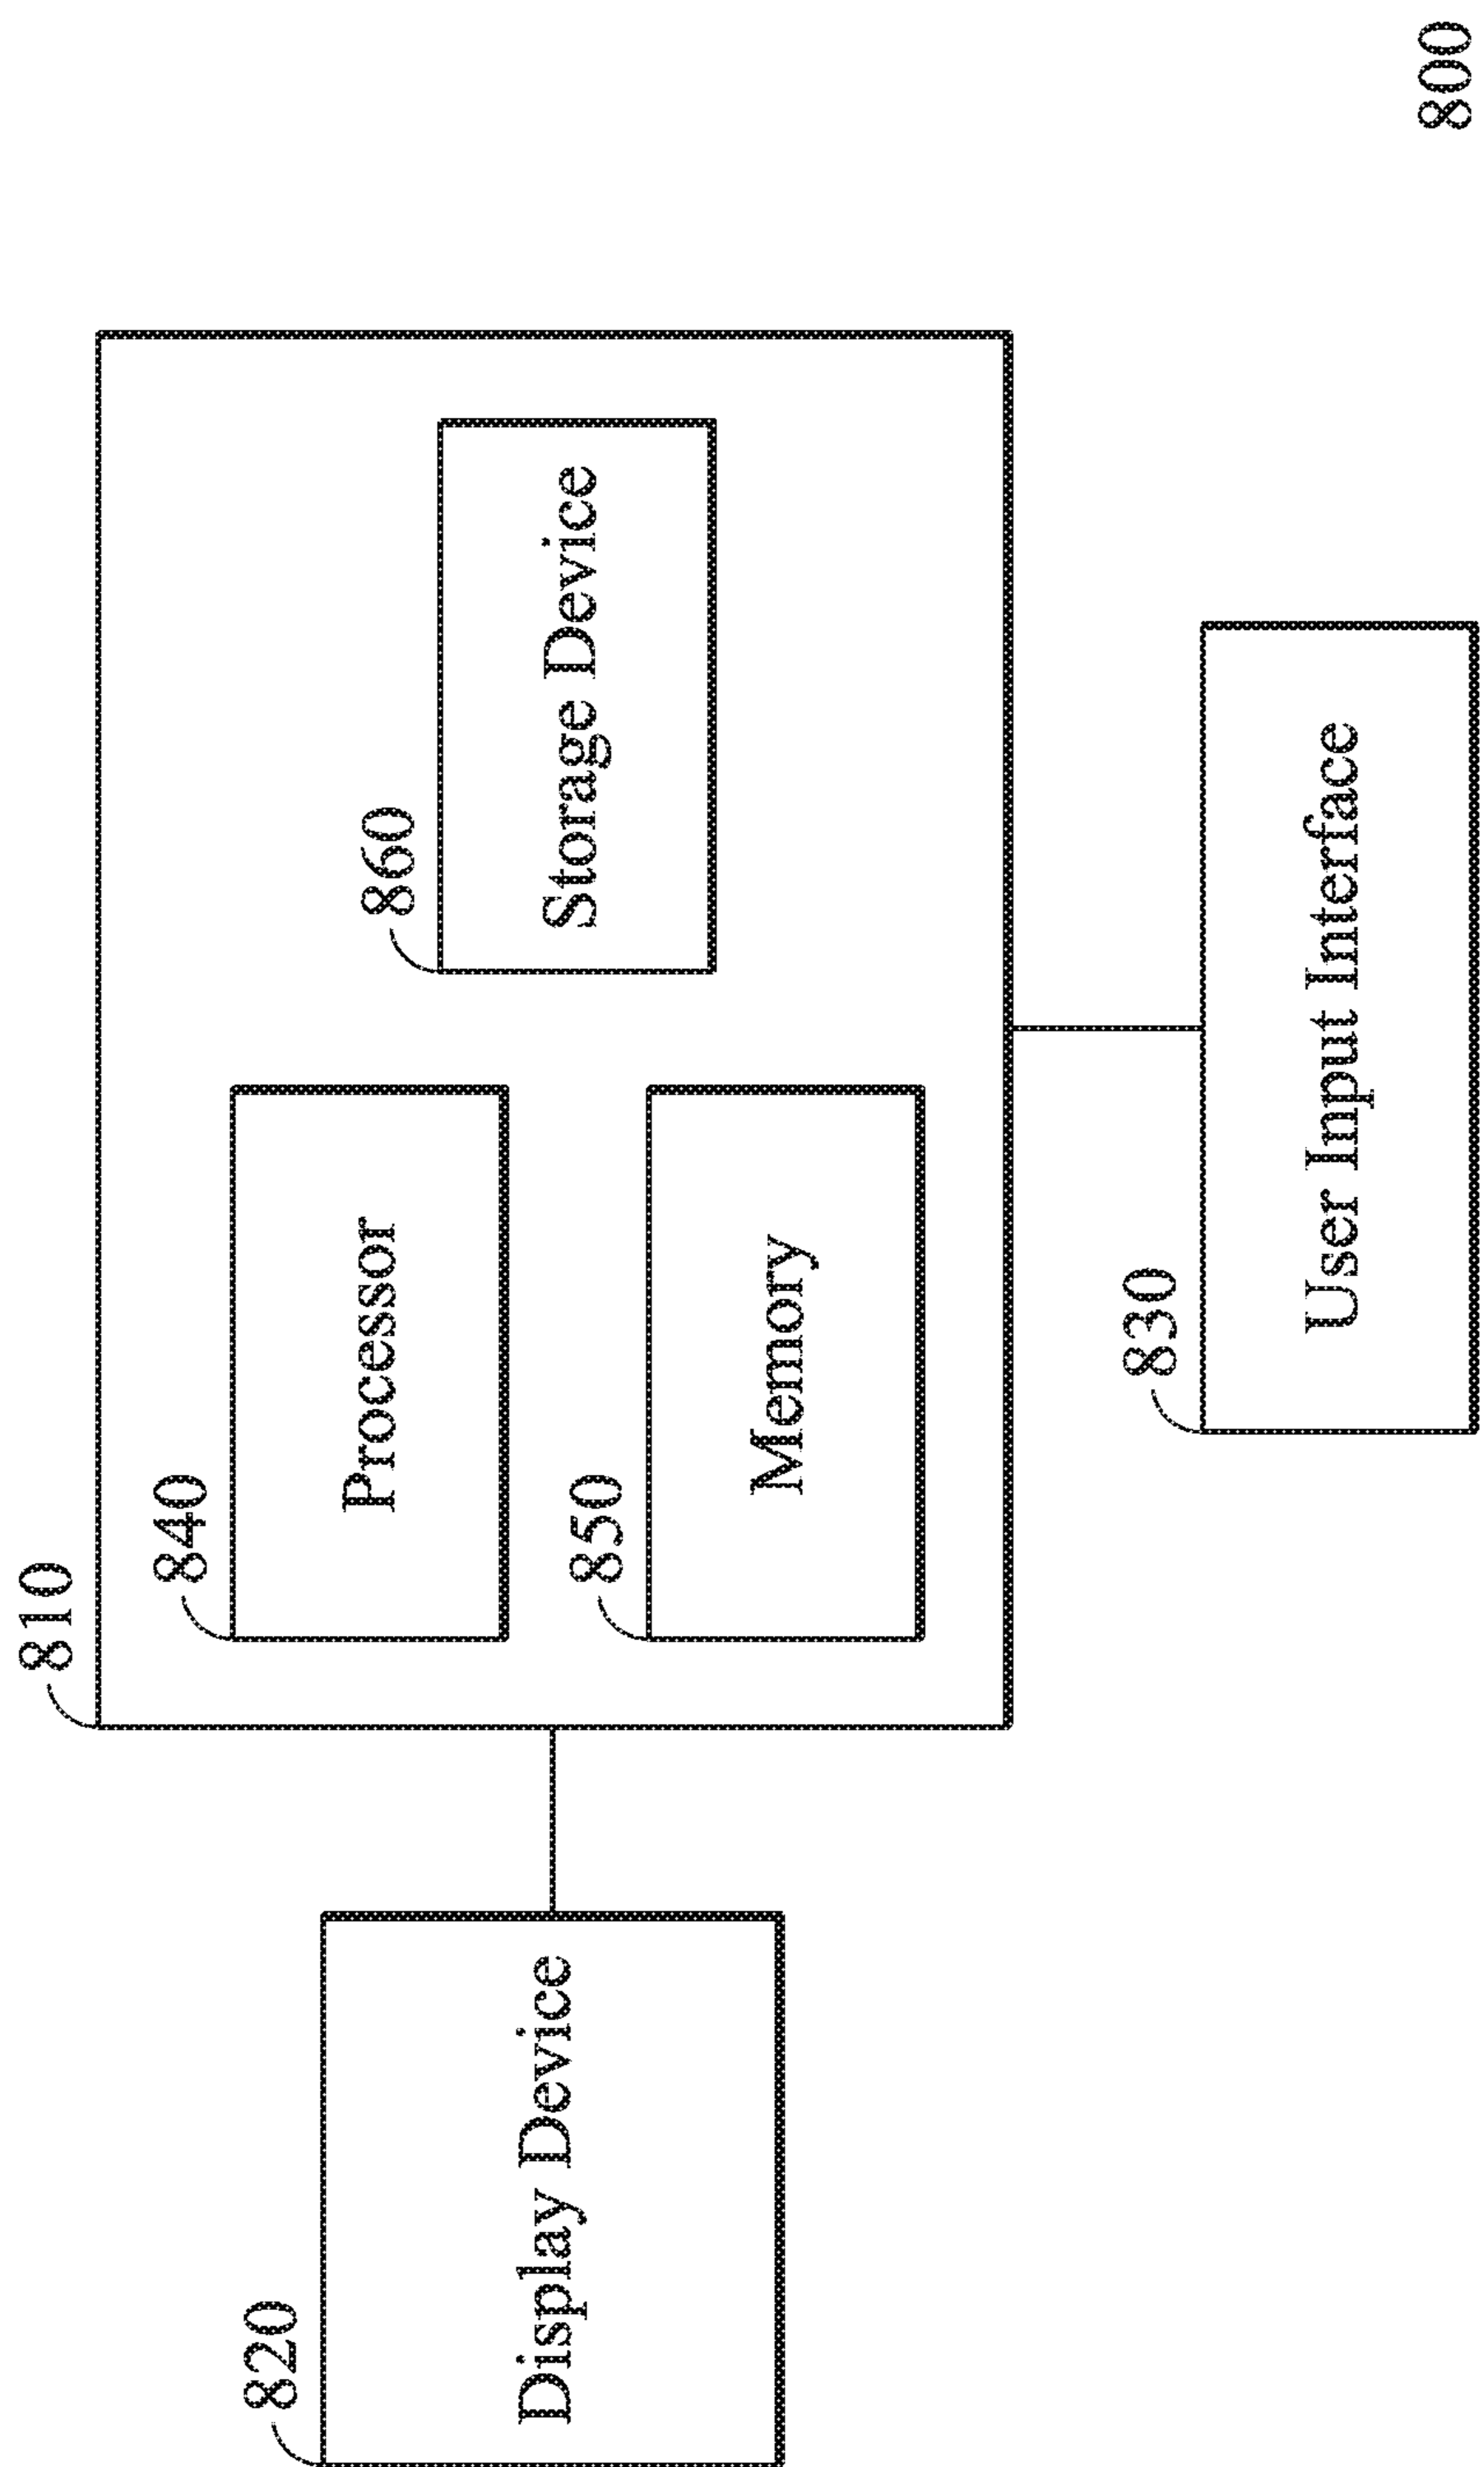 810
840
Processor
860
Storage Device
820
Display Device
850
Memory
830
User Input Interface
800